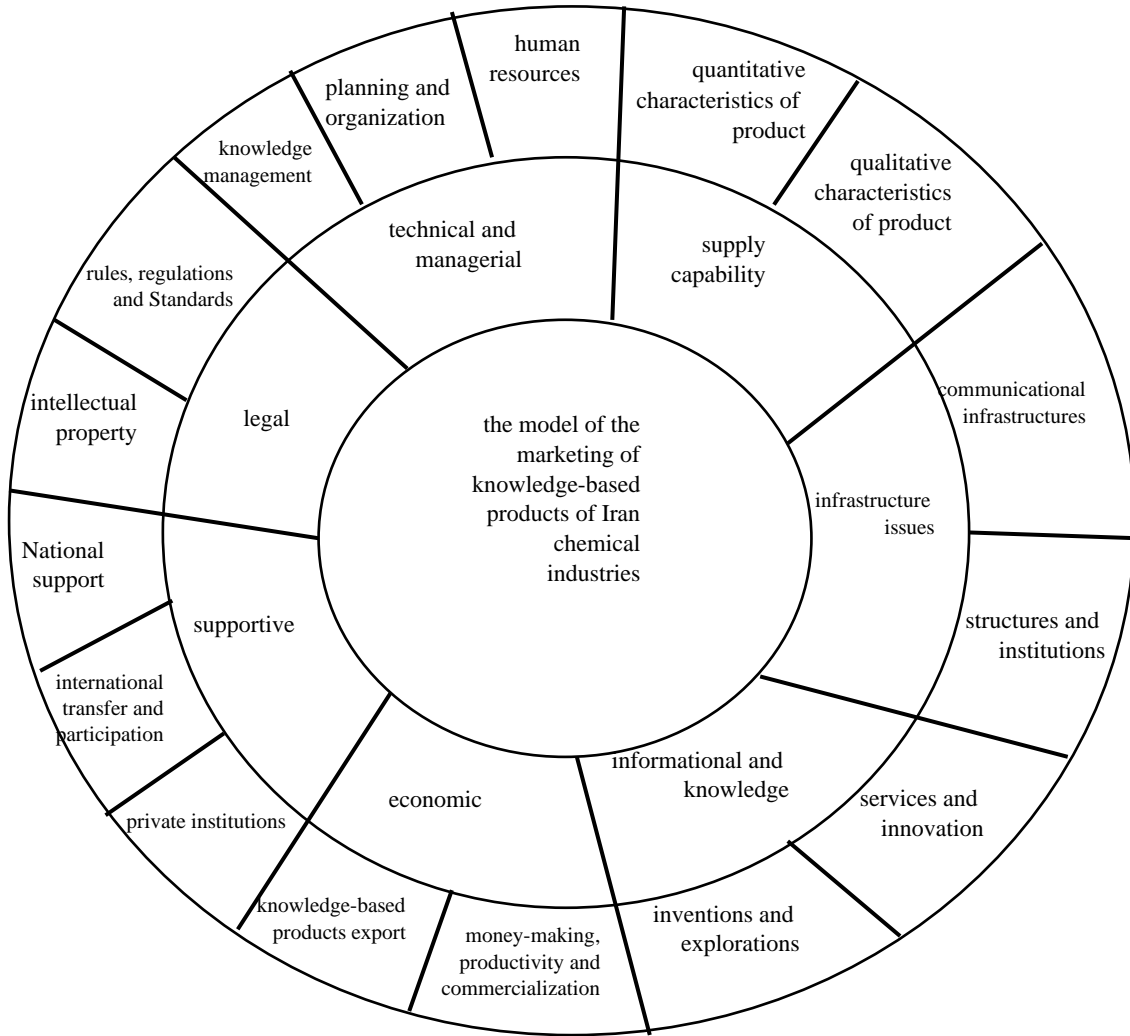 human
resources
quantitative
characteristics of
product
planning and
organization
knowledge
management
qualitative
characteristics
of product
technical and
managerial
supply
capability
rules, regulations
and Standards
communicational
infrastructures
intellectual
property
legal
the model of the
marketing of
knowledge-based
products of Iran
chemical
industries
infrastructure
issues
National
support
supportive
structures and
institutions
international
transfer and
participation
informational and
knowledge
economic
services and
innovation
private institutions
knowledge-based
products export
money-making,
productivity and
commercialization
inventions and
explorations